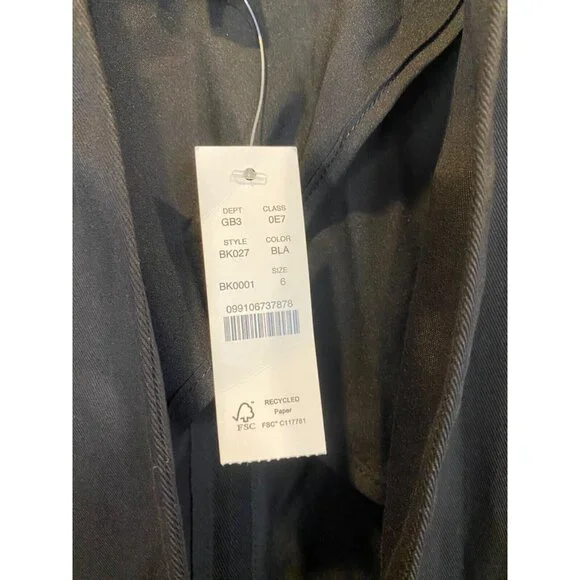 DEPT CLASS
GB3 0E7
STYLE COLOR
BK027 BLA
SIZE
BK0001 6
099106737878
RECYCLED
Paper
FSC FSC® C117781